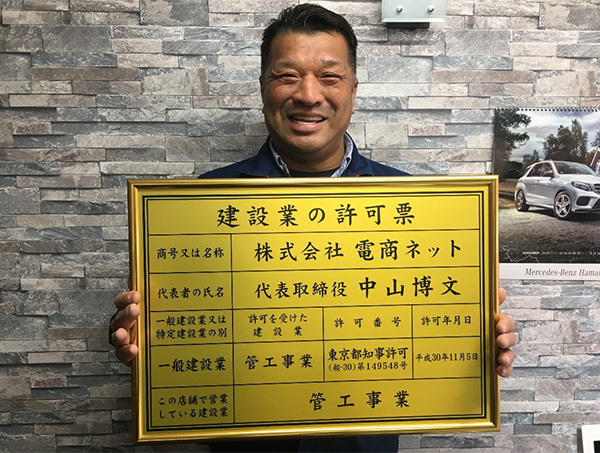 建設業の許可票
商号又は名称 株式会社 電商ネット
代表者の氏名 代表取締役 中山博文
一般建設業又は
特定建設業の別
許可を受けた
建設業
許可番号
許可年月日
一般建設業
管工事業
東京都知事許可
(般-30)第149548号
平成30年11月5日
この店舗で営業
している建設業
管工事業
NOVEMBER
Mercedes-Benz